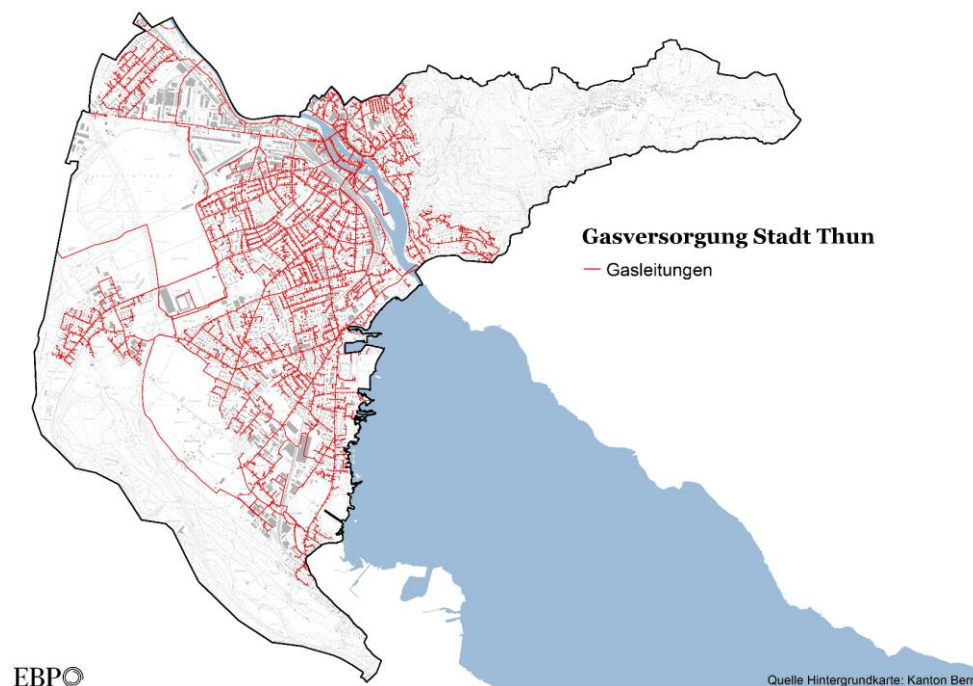 Gasversorgung Stadt Thun
Gasleitungen
EBP
Quelle Hintergrundkarte: Kanton Bern